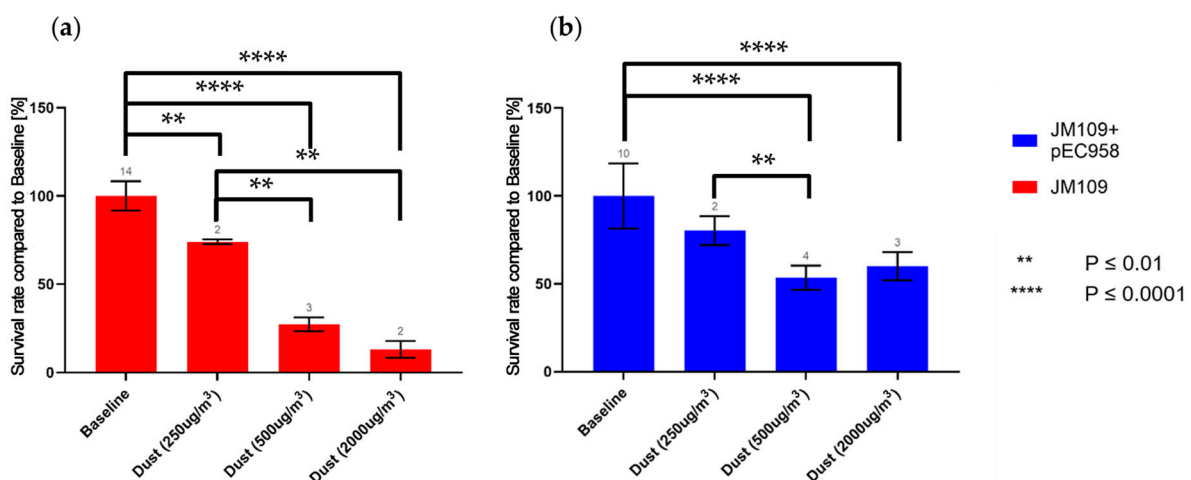 (a)
****
****
**
**
**
Survival rate compared to Baseline [%]
150
100
50
0
14
2
3
2
Baseline
Dust (250ug/m³)
Dust (500ug/m³)
Dust (2000ug/m³)
(b)
****
****
**
Survival rate compared to Baseline [%]
150
100
50
0
10
2
4
3
Baseline
Dust (250ug/m³)
Dust (500ug/m³)
Dust (2000ug/m³)
JM109+
pEC958
JM109
** P ≤ 0.01
**** P ≤ 0.0001